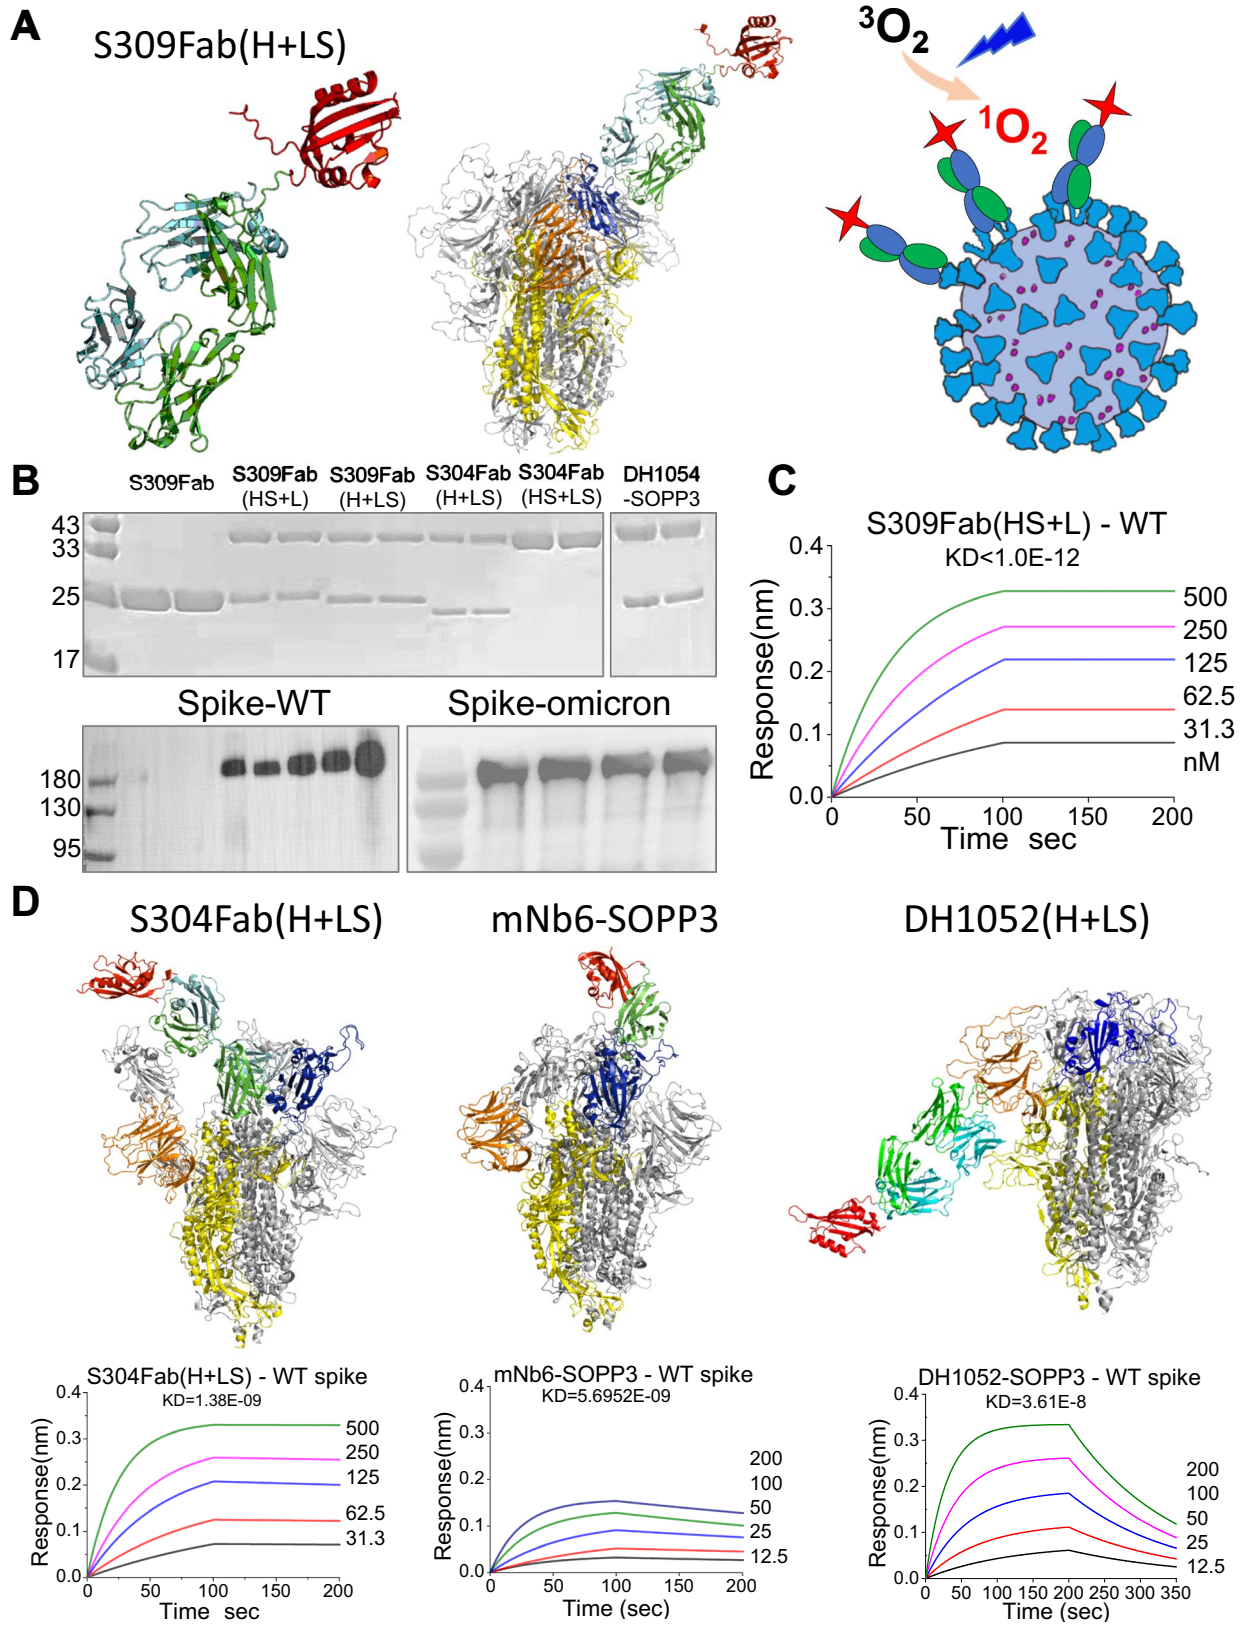 A
S309Fab(H+LS)
³O₂
¹O₂
B
S309Fab
S309Fab
(HS+L)
S309Fab
(H+LS)
S304Fab
(H+LS)
S304Fab
(HS+LS)
DH1054
-SOPP3
43
33
25
17
Spike-WT
Spike-omicron
180
130
95
C
S309Fab(HS+L) - WT
KD<1.0E-12
Response(nm)
0.4
0.3
0.2
0.1
0.0
500
250
125
62.5
31.3
nM
0 50 100 150 200
Time sec
D
S304Fab(H+LS)
mNb6-SOPP3
DH1052(H+LS)
S304Fab(H+LS) - WT spike
KD=1.38E-09
Response(nm)
0.4
0.3
0.2
0.1
0.0
500
250
125
62.5
31.3
0 50 100 150 200
Time sec
mNb6-SOPP3 - WT spike
KD=5.6952E-09
Response(nm)
0.4
0.3
0.2
0.1
0.0
200
100
50
25
12.5
0 50 100 150 200
Time (sec)
DH1052-SOPP3 - WT spike
KD=3.61E-8
Response(nm)
0.4
0.3
0.2
0.1
0.0
200
100
50
25
12.5
0 50 100 150 200 250 300 350
Time (sec)